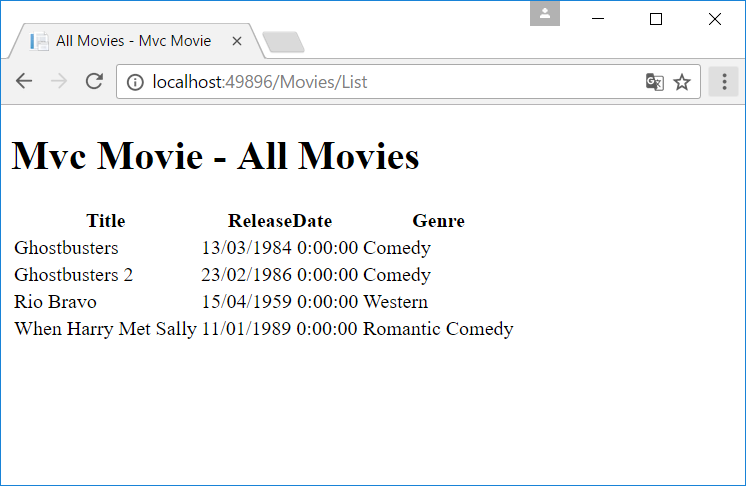 All Movies - Mvc Movie
localhost:49896/Movies/List
Mvc Movie - All Movies
Title ReleaseDate Genre
Ghostbusters 13/03/1984 0:00:00 Comedy
Ghostbusters 2 23/02/1986 0:00:00 Comedy
Rio Bravo 15/04/1959 0:00:00 Western
When Harry Met Sally 11/01/1989 0:00:00 Romantic Comedy